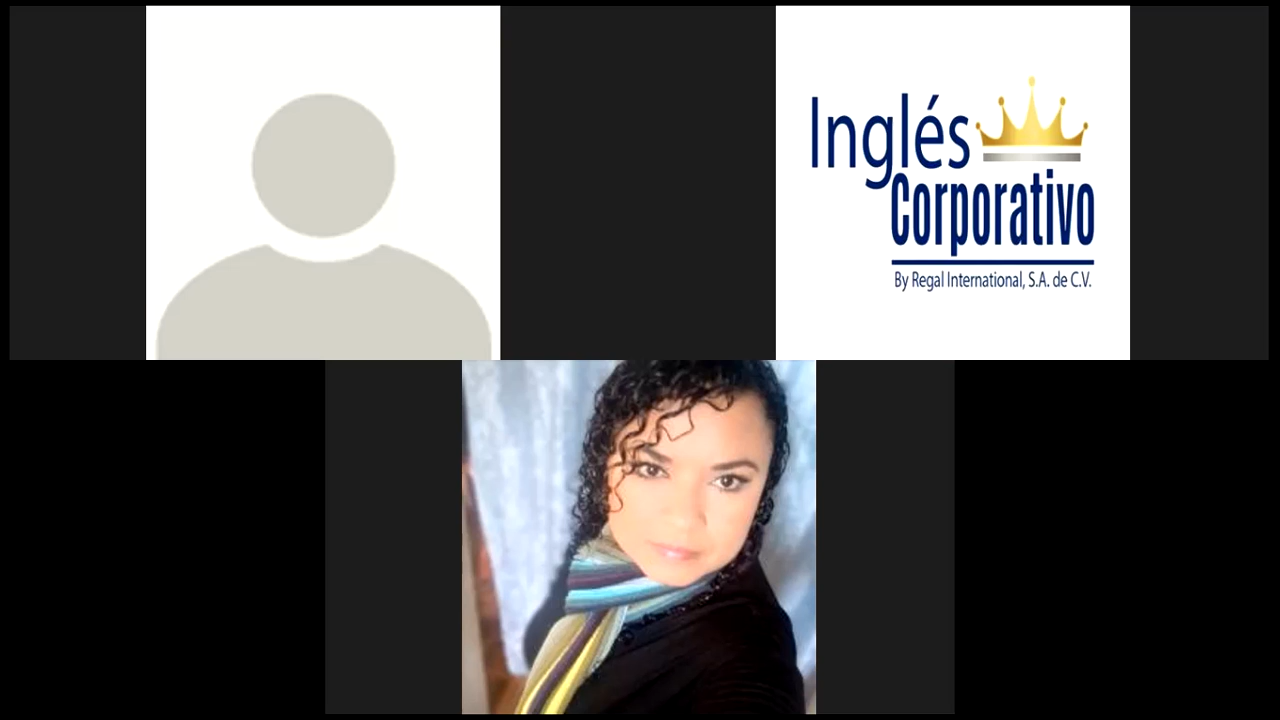 Inglés
Corporativo
By Regal International, S.A. de C.V.